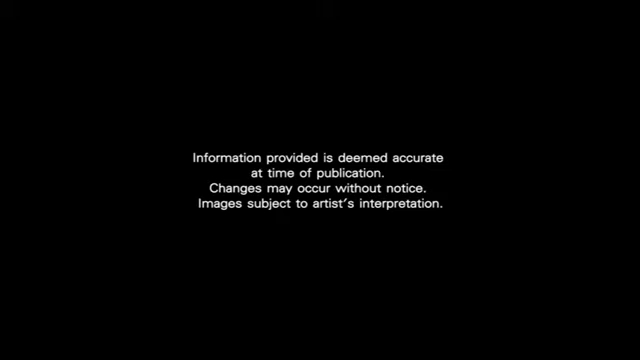 Information provided is deemed accurate
at time of publication.
Changes may occur without notice.
Images subject to artist's interpretation.